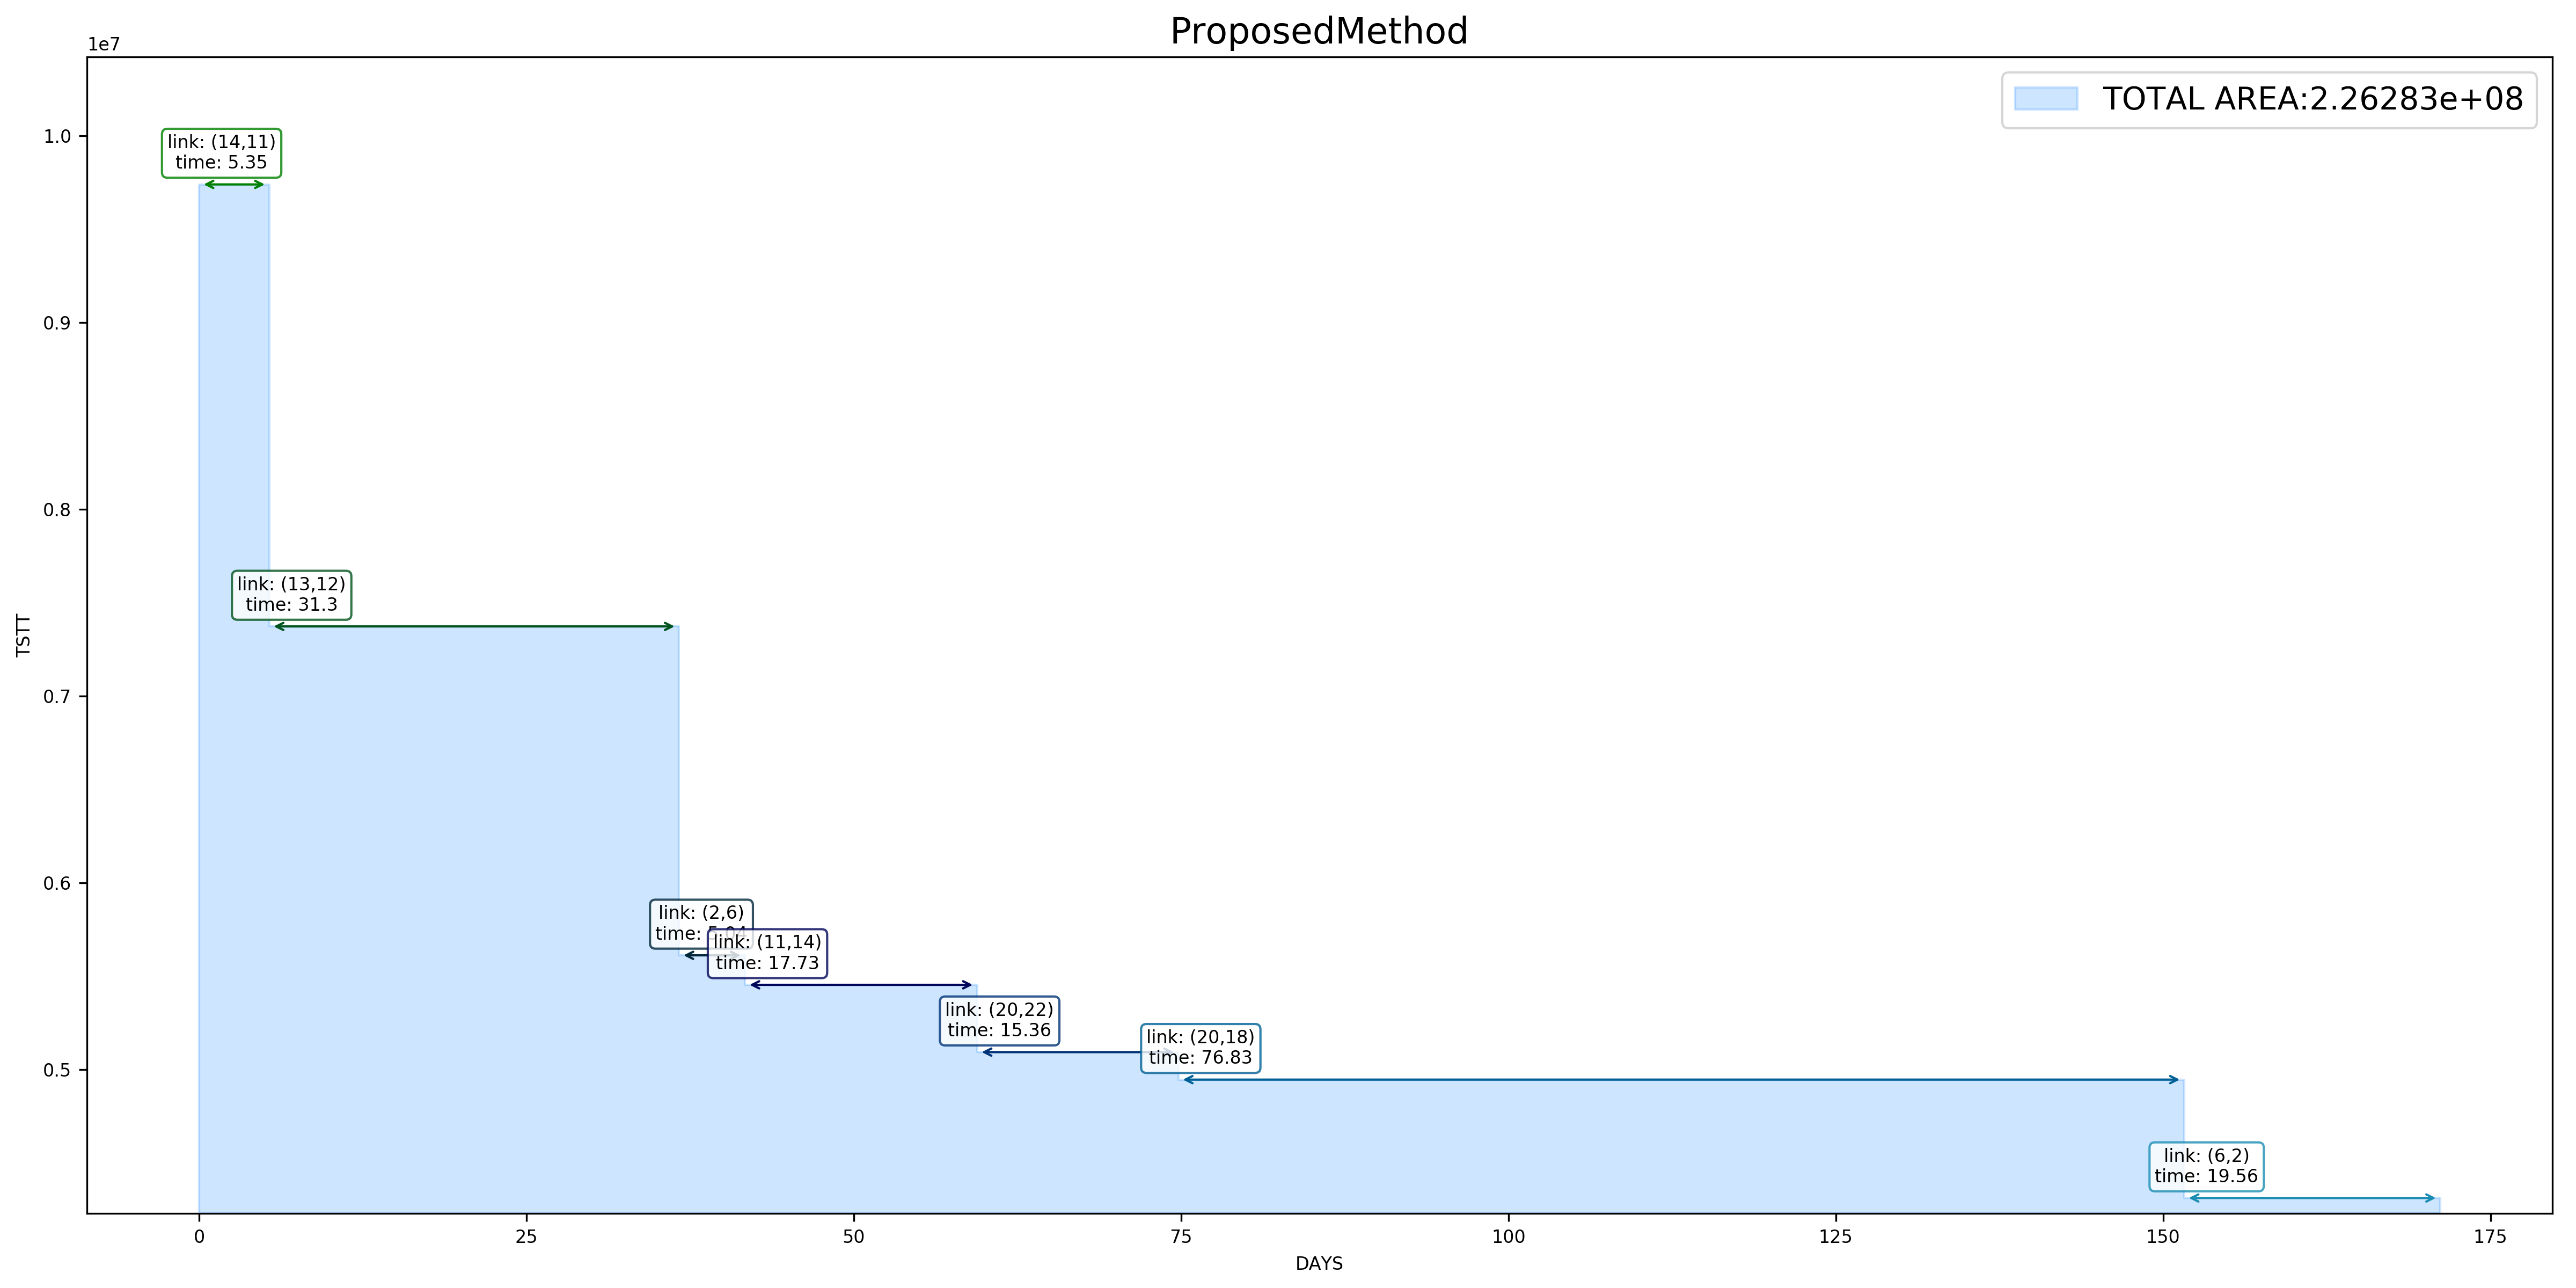 ProposedMethod
1e7
TOTAL AREA:2.26283e+08
1.0
0.9
0.8
0.7
0.6
0.5
TSTT
link: (14,11)
time: 5.35
link: (13,12)
time: 31.3
link: (2,6)
time:
link: (11,14)
time: 17.73
link: (20,22)
time: 15.36
link: (20,18)
time: 76.83
link: (6,2)
time: 19.56
0
25
50
75
100
125
150
175
DAYS